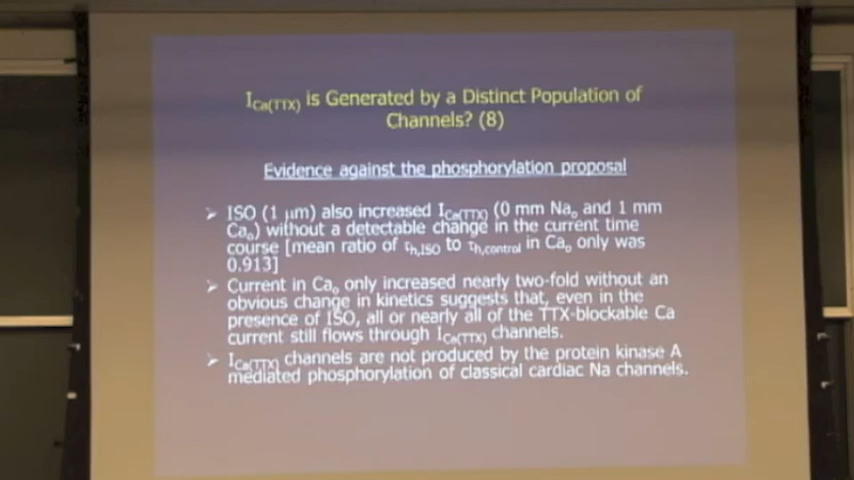 I Ca(TTX) is Generated by a Distinct Population of
Channels? (8)
Evidence against the phosphorylation proposal
➢ ISO (1 μm) also increased I Ca(TTX) (0 mm Nao and 1 mm
Cao) without a detectable change in the current time
course [mean ratio of τh,ISO to τh,control in Cao only was
0.913]
➢ Current in Cao only increased nearly two-fold without an
obvious change in kinetics suggests that, even in the
presence of ISO, all or nearly all of the TTX-blockable Ca
current still flows through I Ca(TTX) channels.
➢ I Ca(TTX) channels are not produced by the protein kinase A
mediated phosphorylation of classical cardiac Na channels.